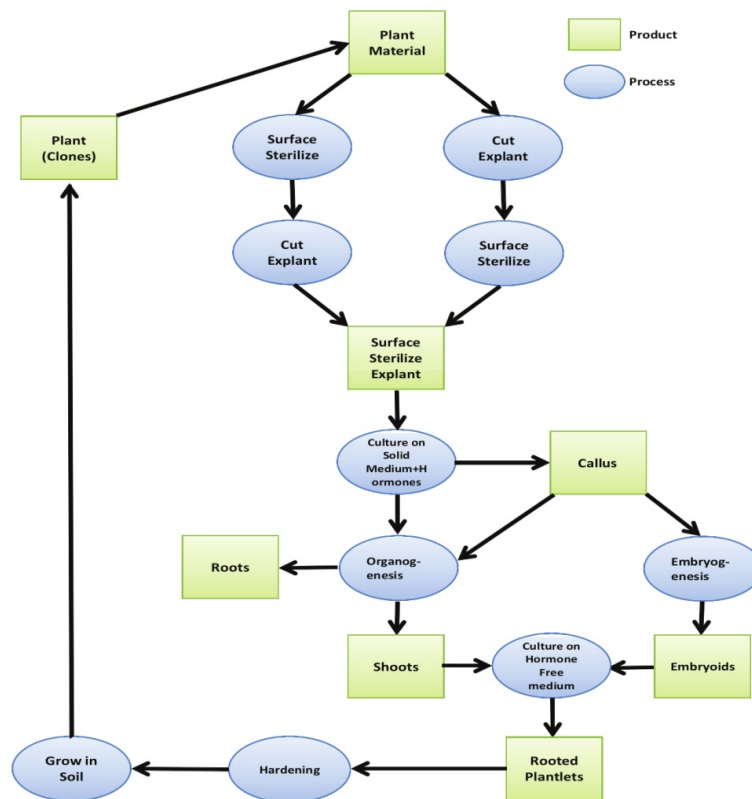 Plant
Material
Product
Process
Plant
(Clones)
Surface
Sterilize
Cut
Explant
Cut
Explant
Surface
Sterilize
Surface
Sterilize
Explant
Culture on
Solid
Medium+H
ormones
Callus
Roots
Organog-
enesis
Embryog-
enesis
Shoots
Culture on
Hormone
Free
medium
Embryoids
Grow in
Soil
Hardening
Rooted
Plantlets